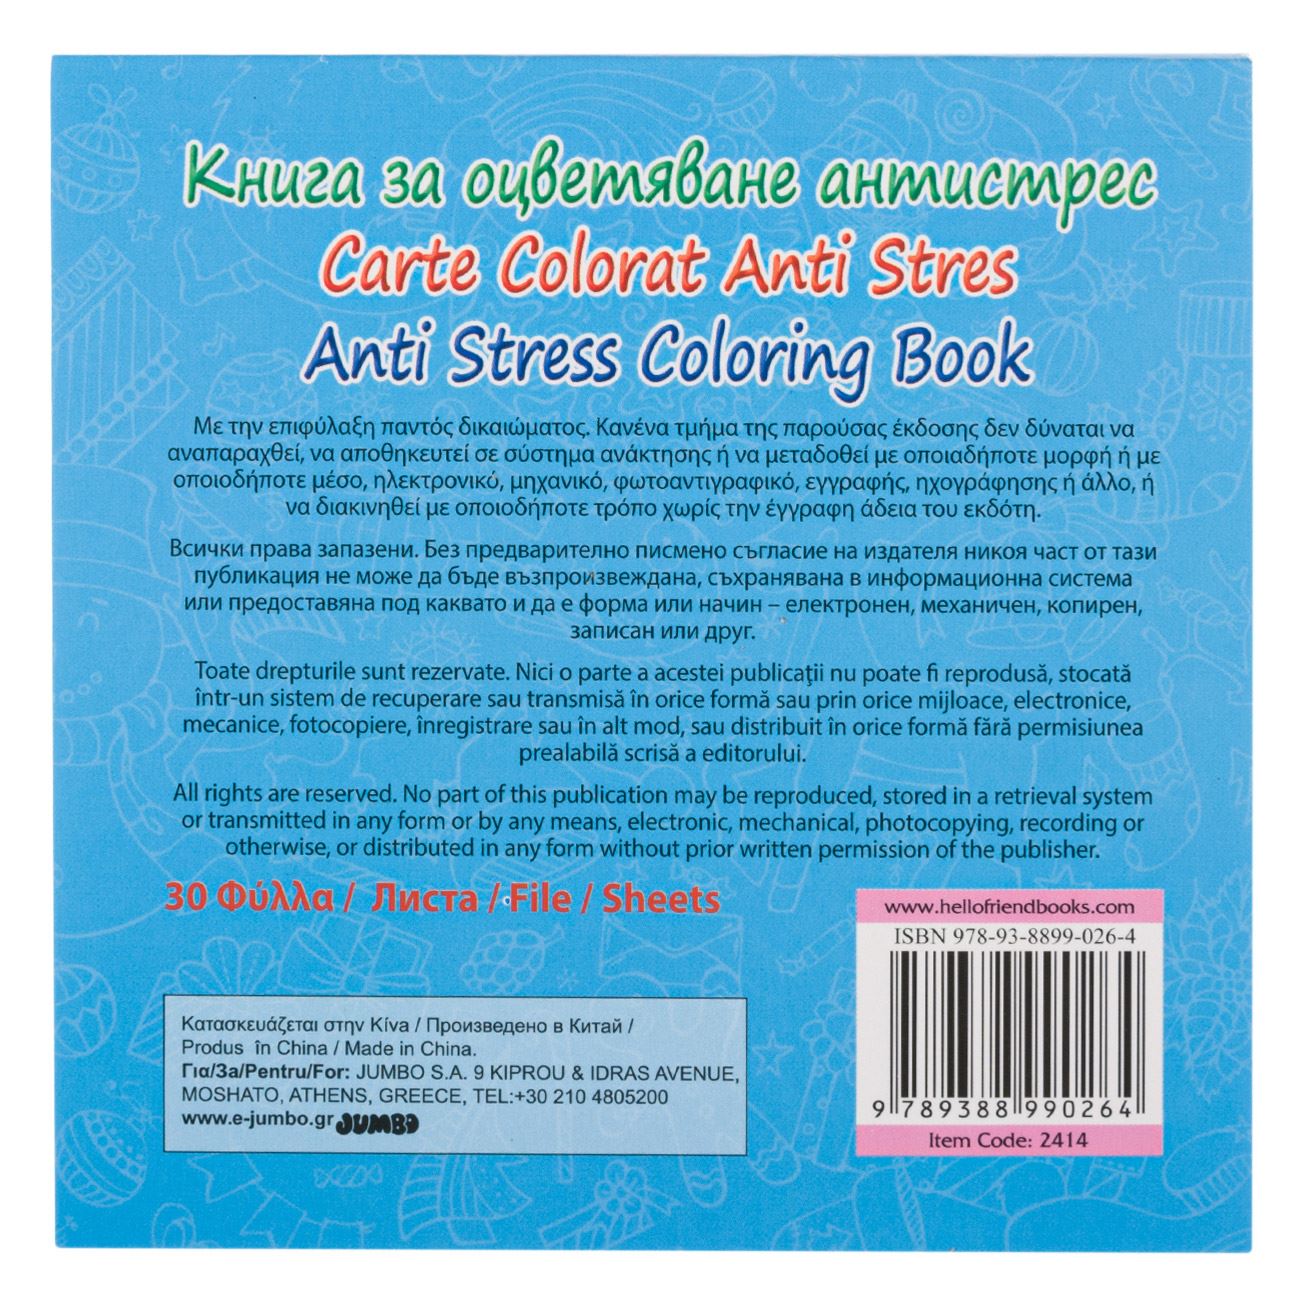 Книга за оцветяване антистрес
Carte Colorat Anti Stres
Anti Stress Coloring Book
Με την επιφύλαξη παντός δικαιώματος. Κανένα τμήμα της παρούσας έκδοσης δεν δύναται να
αναπαραχθεί, να αποθηκευτεί σε σύστημα ανάκτησης ή να μεταδοθεί με οποιαδήποτε μορφή ή με
οποιοδήποτε μέσο, ηλεκτρονικό, μηχανικό, φωτοαντιγραφικό, εγγραφής, ηχογράφησης ή άλλο, ή
να διακινηθεί με οποιοδήποτε τρόπο χωρίς την έγγραφη άδεια του εκδότη.
Всички права запазени. Без предварително писмено съгласие на издателя никоя част от тази
публикация не може да бъде възпроизвеждана, съхранявана в информационна система
или предоставяна под каквато и да е форма или начин – електронен, механичен, копирен,
записан или друг.
Toate drepturile sunt rezervate. Nici o parte a acestei publicaţii nu poate fi reprodusă, stocată
într-un sistem de recuperare sau transmisă în orice formă sau prin orice mijloace, electronice,
mecanice, fotocopiere, înregistrare sau în alt mod, sau distribuit în orice formă fără permisiunea
prealabilă scrisă a editorului.
All rights are reserved. No part of this publication may be reproduced, stored in a retrieval system
or transmitted in any form or by any means, electronic, mechanical, photocopying, recording or
otherwise, or distributed in any form without prior written permission of the publisher.
30 Φύλλα / Листа / File / Sheets
Κατασκευάζεται στην Κίνα / Произведено в Китай /
Produs în China / Made in China.
Για/За/Pentru/For: JUMBO S.A. 9 KIPROU & IDRAS AVENUE,
MOSHATO, ATHENS, GREECE, TEL:+30 210 4805200
www.e-jumbo.gr JUMBO
www.hellofriendbooks.com
ISBN 978-93-8899-026-4
9 789388 990264
Item Code: 2414